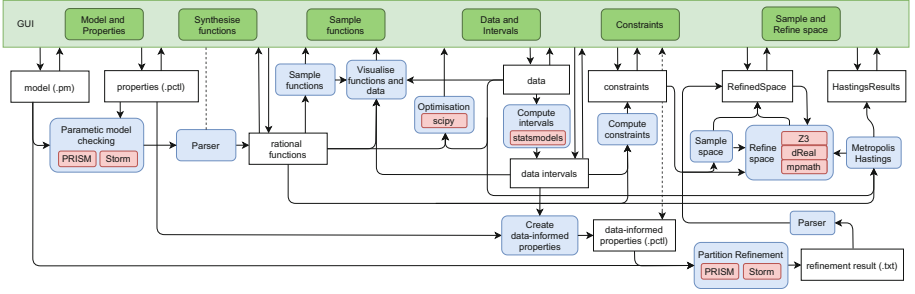 GUI
Model and
Properties
Synthesise
functions
Sample
functions
Data and
Intervals
Constraints
Sample and
Refine space
model (.pm)
properties (.pctl)
Sample
functions
Visualise
functions and
data
data
constraints
RefinedSpace
HastingsResults
Optimisation
scipy
Compute
intervals
statsmodels
Compute
constraints
Parametic model
checking
PRISM
Storm
Parser
rational
functions
Sample
space
Refine
space
Z3
dReal
mpmath
Metropolis
Hastings
data intervals
Create
data-informed
properties
data-informed
properties (.pctl)
Parser
Partition Refinement
PRISM
Storm
refinement result (.txt)